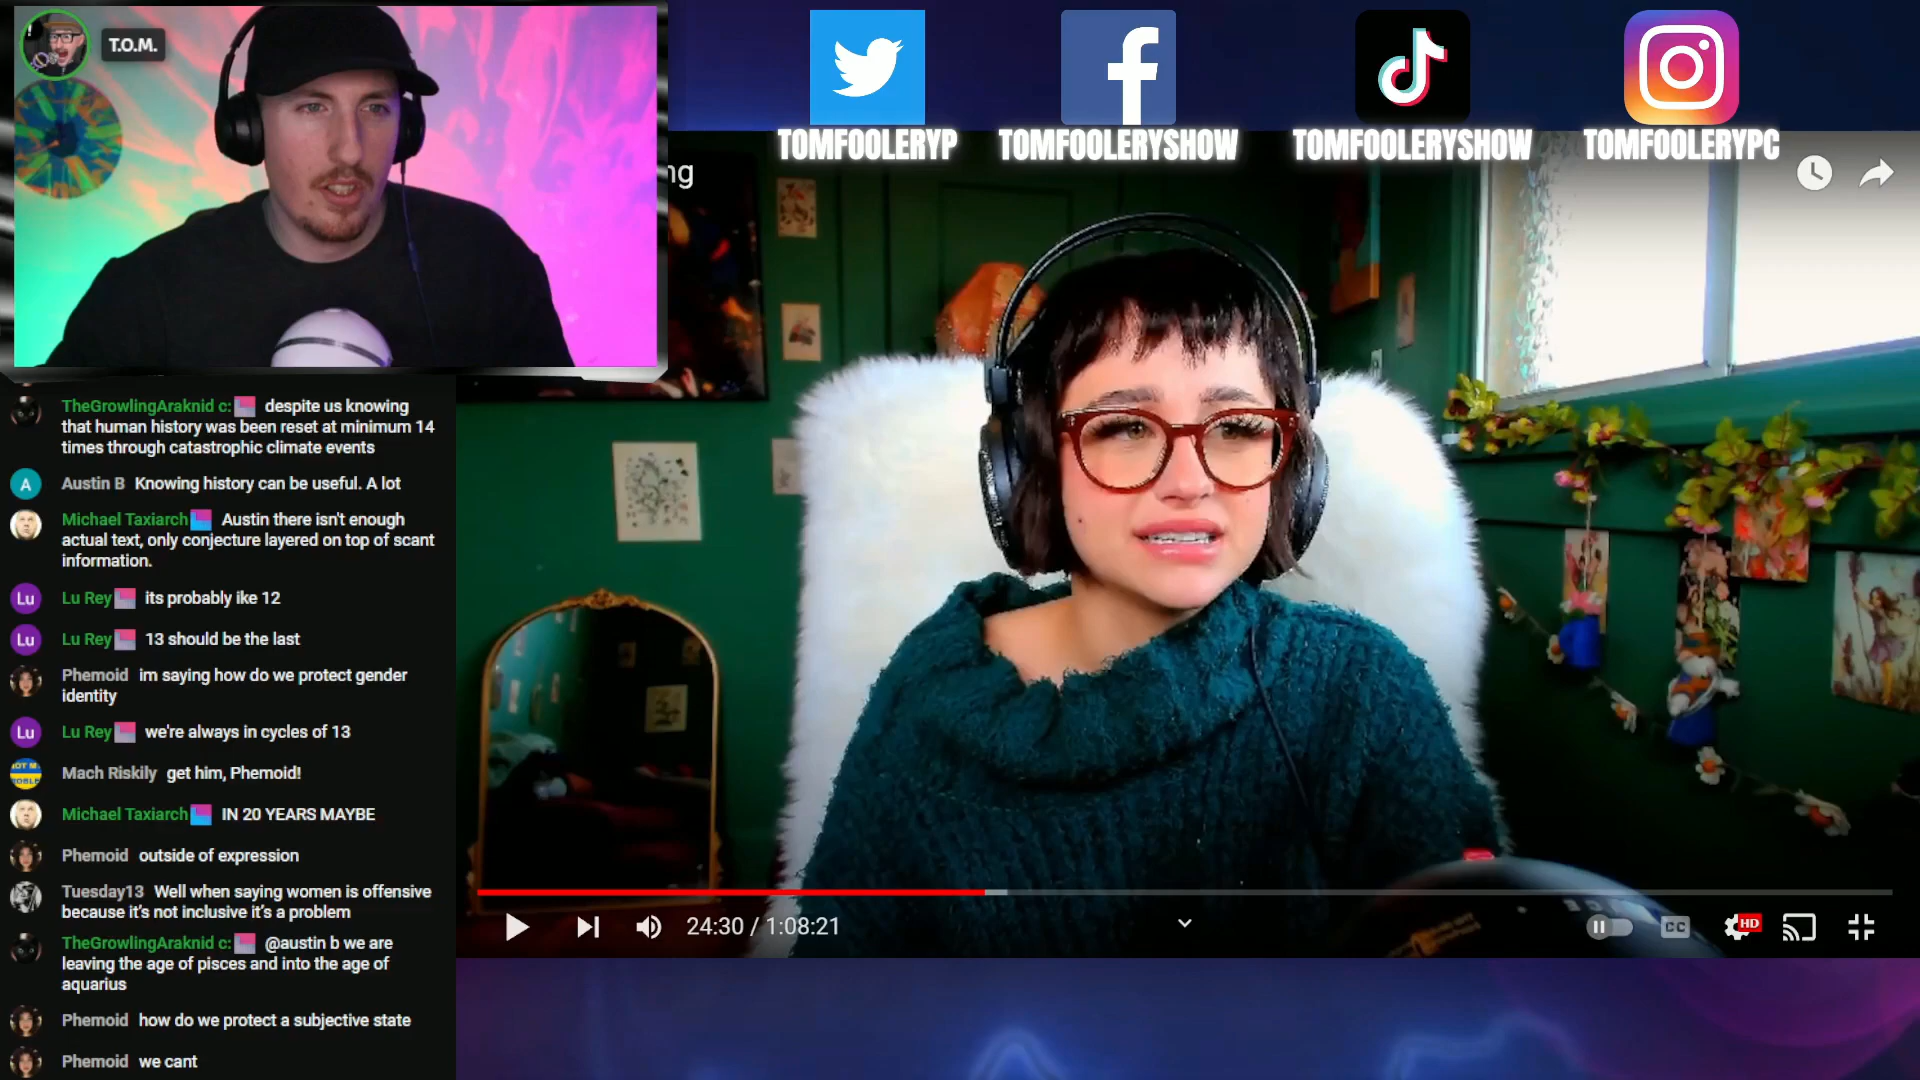 T.O.M.
TOMFOOLERYP
TOMFOOLERYSHOW
TOMFOOLERYSHOW
TOMFOOLERYPC
ng
TheGrowlingAraknid c: despite us knowing
that human history was been reset at minimum 14
times through catastrophic climate events
A
Austin B Knowing history can be useful. A lot
Michael Taxiarch Austin there isn't enough
actual text, only conjecture layered on top of scant
information.
Lu
Lu Rey its probably ike 12
Lu
Lu Rey 13 should be the last
Phemoid im saying how do we protect gender
identity
Lu
Lu Rey we're always in cycles of 13
Mach Riskily get him, Phemoid!
Michael Taxiarch IN 20 YEARS MAYBE
Phemoid outside of expression
Tuesday13 Well when saying women is offensive
because it's not inclusive it's a problem
TheGrowlingAraknid c: @austin b we are
leaving the age of pisces and into the age of
aquarius
Phemoid how do we protect a subjective state
Phemoid we cant
24:30 / 1:08:21
CC
HD